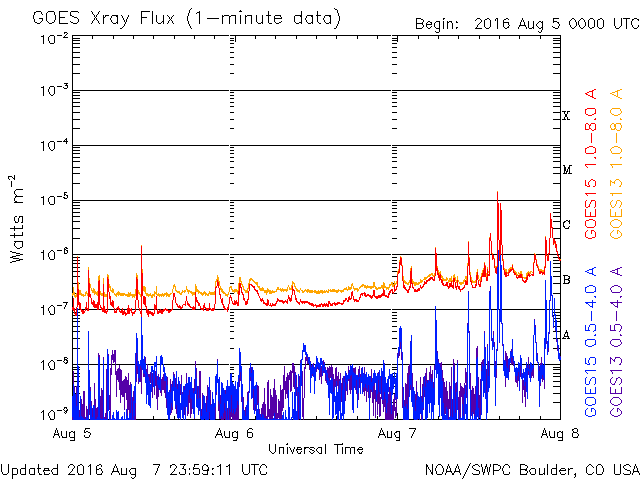 GOES Xray Flux (1-minute data)
Begin: 2016 Aug 5 0000 UTC
Watts m-2
10-2
10-3
10-4
10-5
10-6
10-7
10-8
10-9
X
M
C
B
A
GOES15 1.0-8.0 A
GOES13 1.0-8.0 A
GOES15 0.5-4.0 A
GOES13 0.5-4.0 A
Aug 5
Aug 6
Aug 7
Aug 8
Universal Time
Updated 2016 Aug 7 23:59:11 UTC
NOAA/SWPC Boulder, CO USA